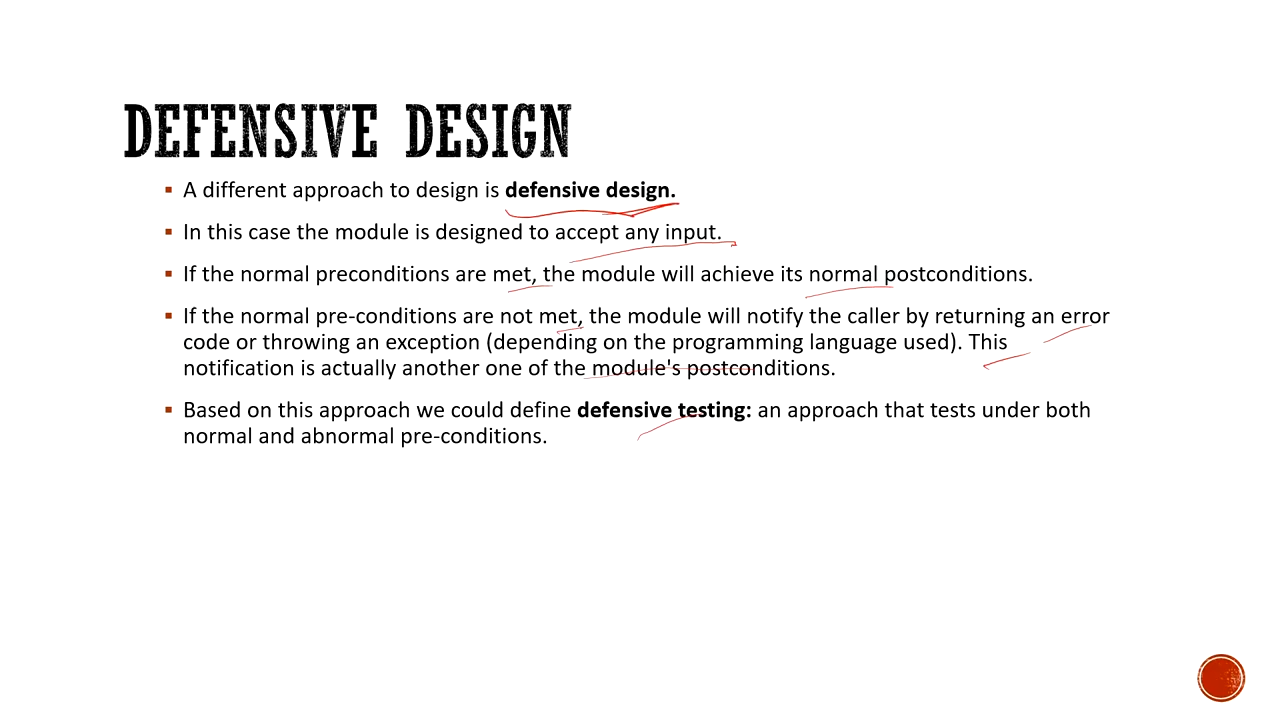 DEFENSIVE DESIGN
▪ A different approach to design is defensive design.
▪ In this case the module is designed to accept any input.
▪ If the normal preconditions are met, the module will achieve its normal postconditions.
▪ If the normal pre-conditions are not met, the module will notify the caller by returning an error
code or throwing an exception (depending on the programming language used). This
notification is actually another one of the module's postconditions.
▪ Based on this approach we could define defensive testing: an approach that tests under both
normal and abnormal pre-conditions.